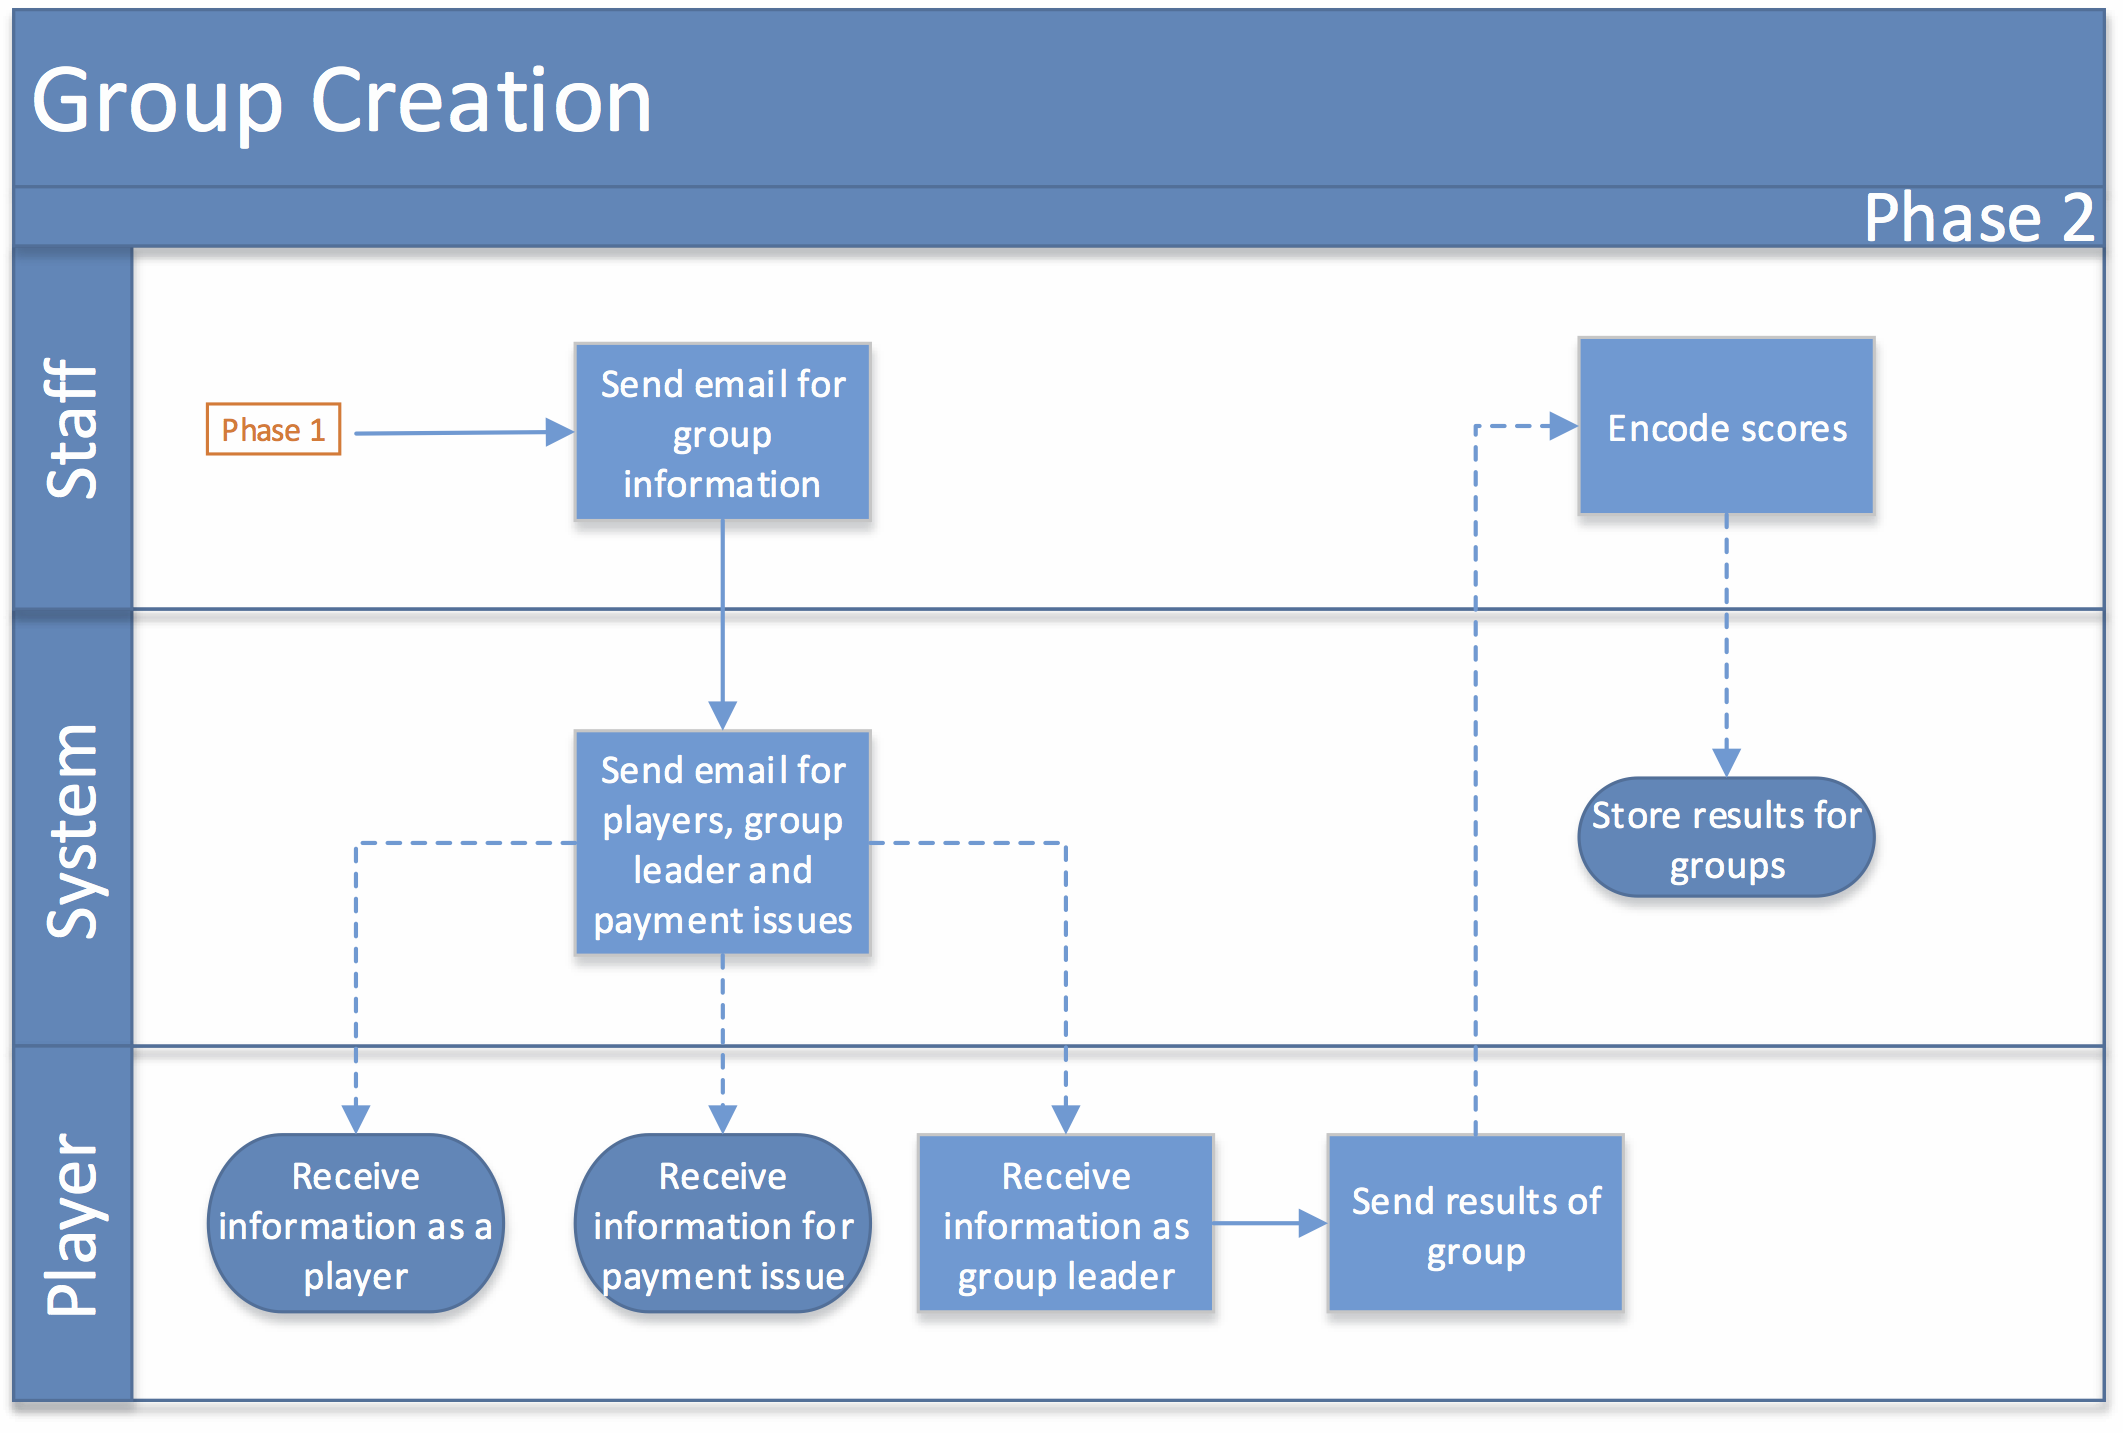 Group Creation
Phase 2
Staff
Phase 1
Send email for
group
information
Encode scores
System
Send email for
players, group
leader and
payment issues
Store results for
groups
Player
Receive
information as a
player
Receive
information for
payment issue
Receive
information as
group leader
Send results of
group